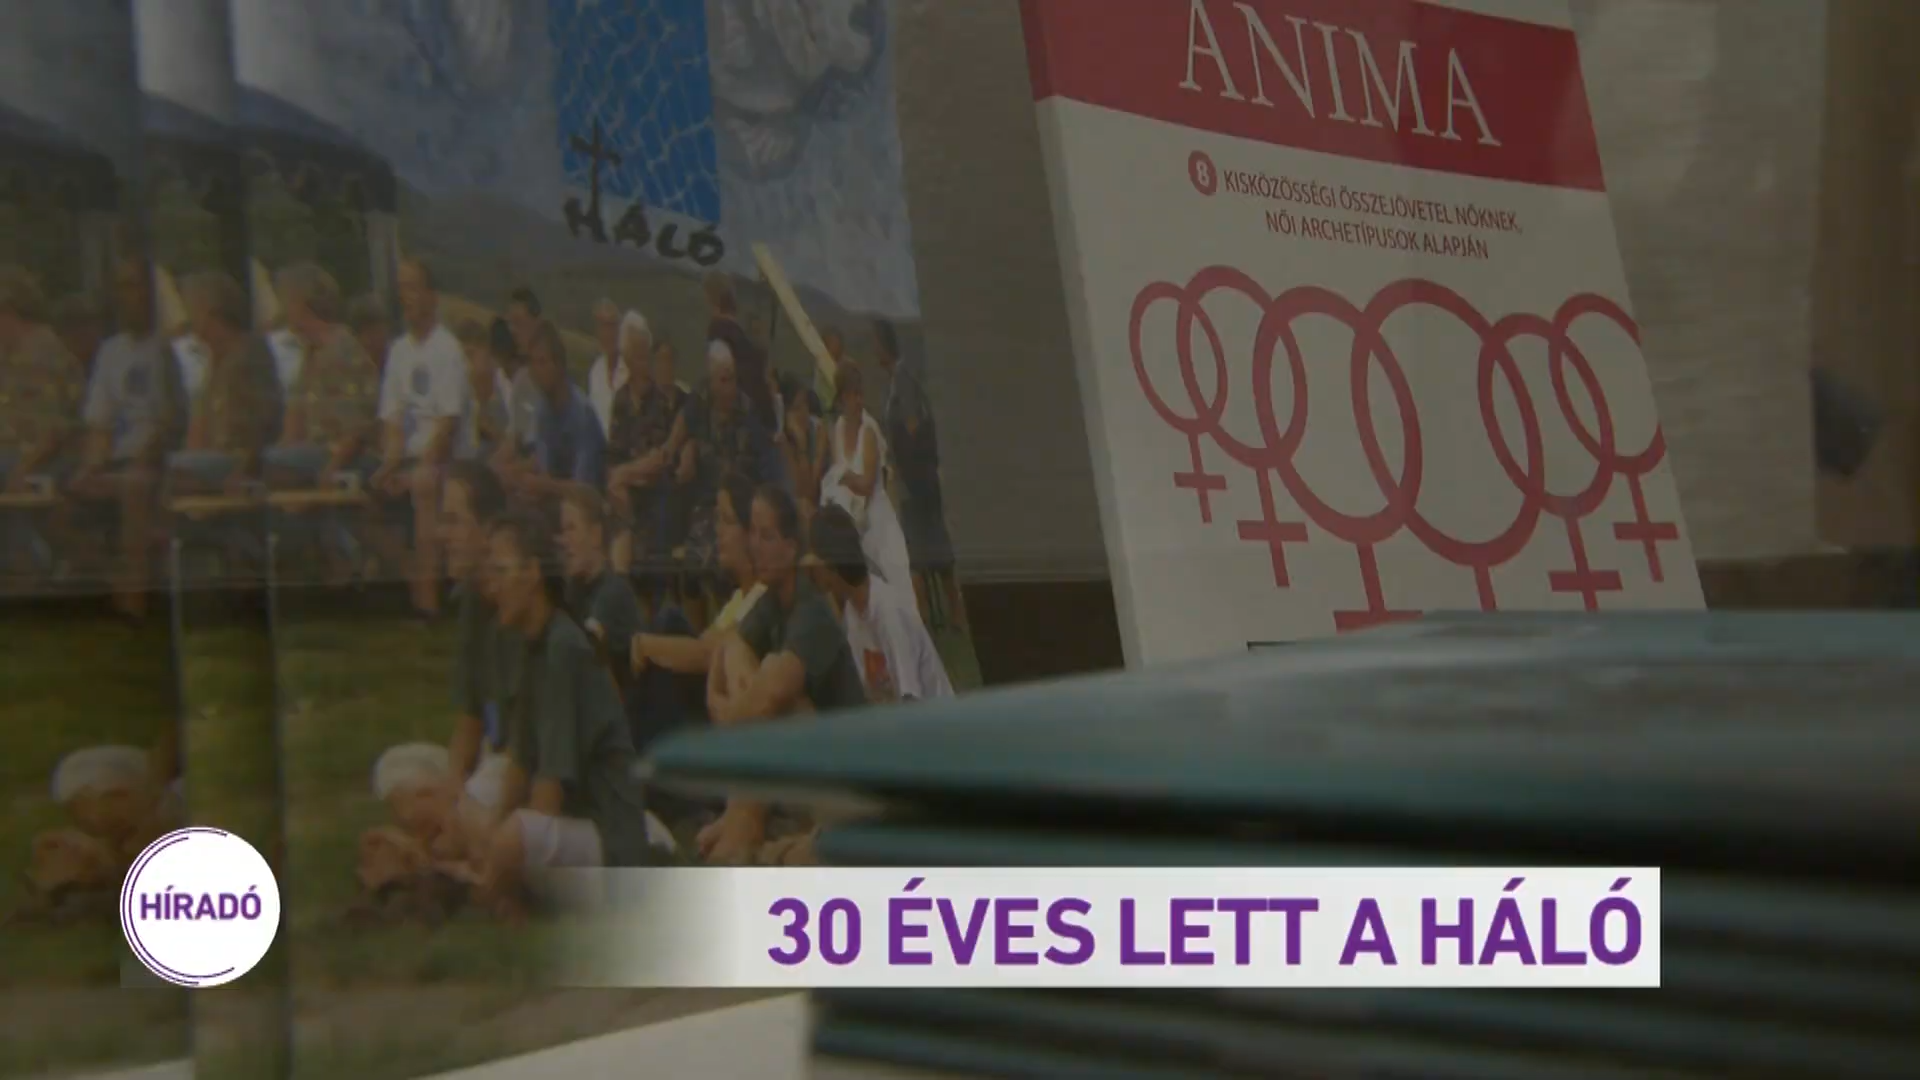 ANIMA
8 KISKÖZÖSSÉGI ÖSSZEJÖVETEL NŐKNEK,
NŐI ARCHETÍPUSOK ALAPJÁN
HÁLÓ
HÍRADÓ
30 ÉVES LETT A HÁLÓ